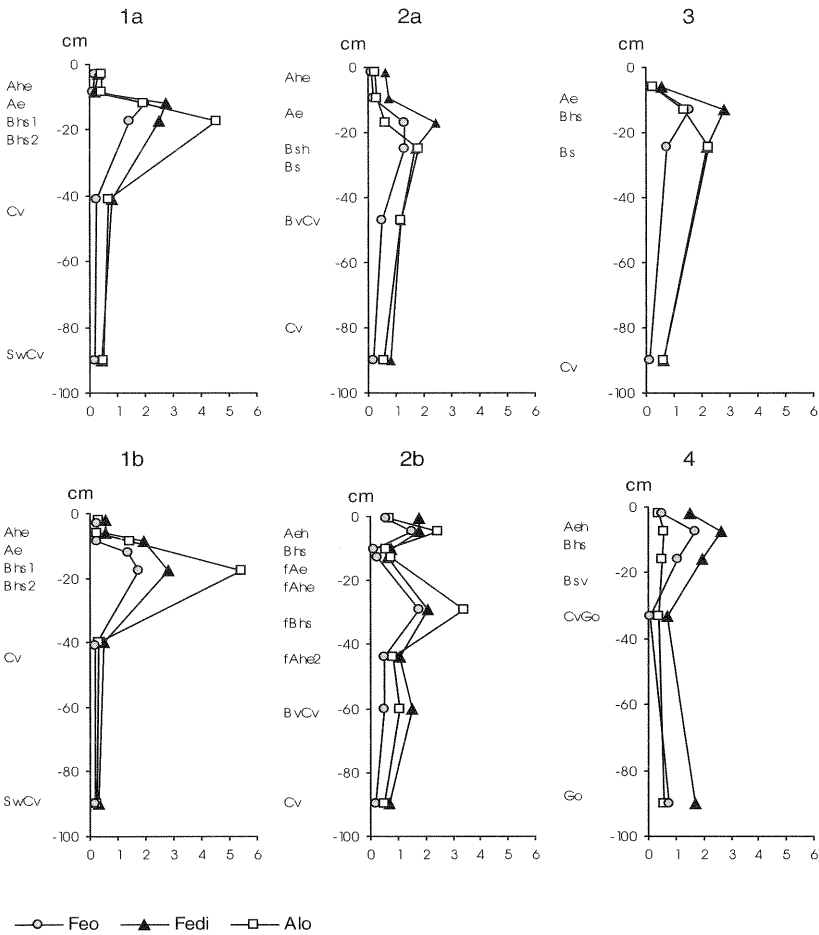 1a
cm
Ahe
Ae
Bhs1
Bhs2
Cv
SwCv
0
-20
-40
-60
-80
-100
0 1 2 3 4 5 6
2a
cm
Ahe
Ae
Bsh
Bs
BvCv
Cv
0
-20
-40
-60
-80
-100
0 1 2 3 4 5 6
3
cm
Ae
Bhs
Bs
Cv
0
-20
-40
-60
-80
-100
0 1 2 3 4 5 6
1b
cm
Ahe
Ae
Bhs1
Bhs2
Cv
SwCv
0
-20
-40
-60
-80
-100
0 1 2 3 4 5 6
2b
cm
Aeh
Bhs
fAe
fAhe
fBhs
fAhe2
BvCv
Cv
0
-20
-40
-60
-80
-100
0 1 2 3 4 5 6
4
cm
Aeh
Bhs
Bsv
CvGo
Go
0
-20
-40
-60
-80
-100
0 1 2 3 4 5 6
Feo Fedi Alo